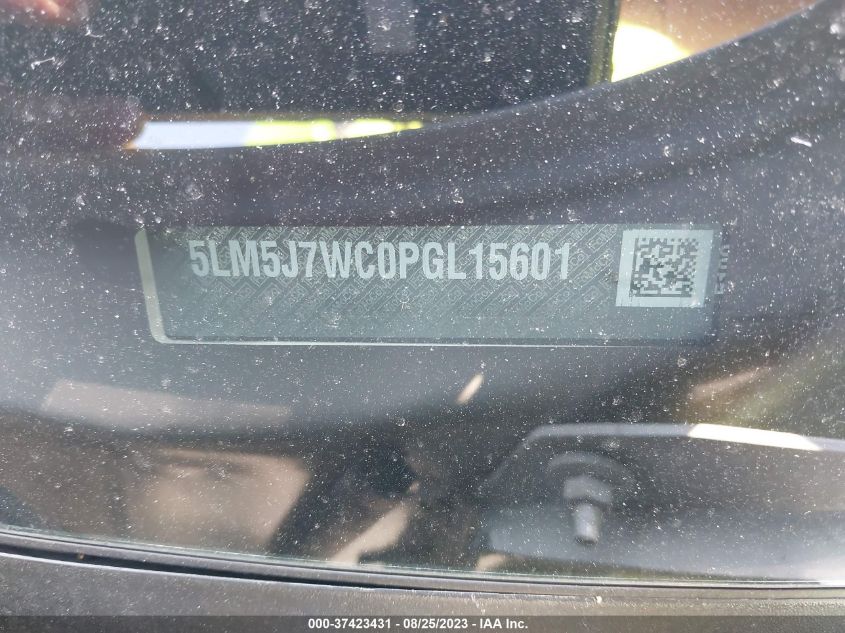 5LM5J7WC0PGL15601
000-37423431 - 08/25/2023 - IAA Inc.